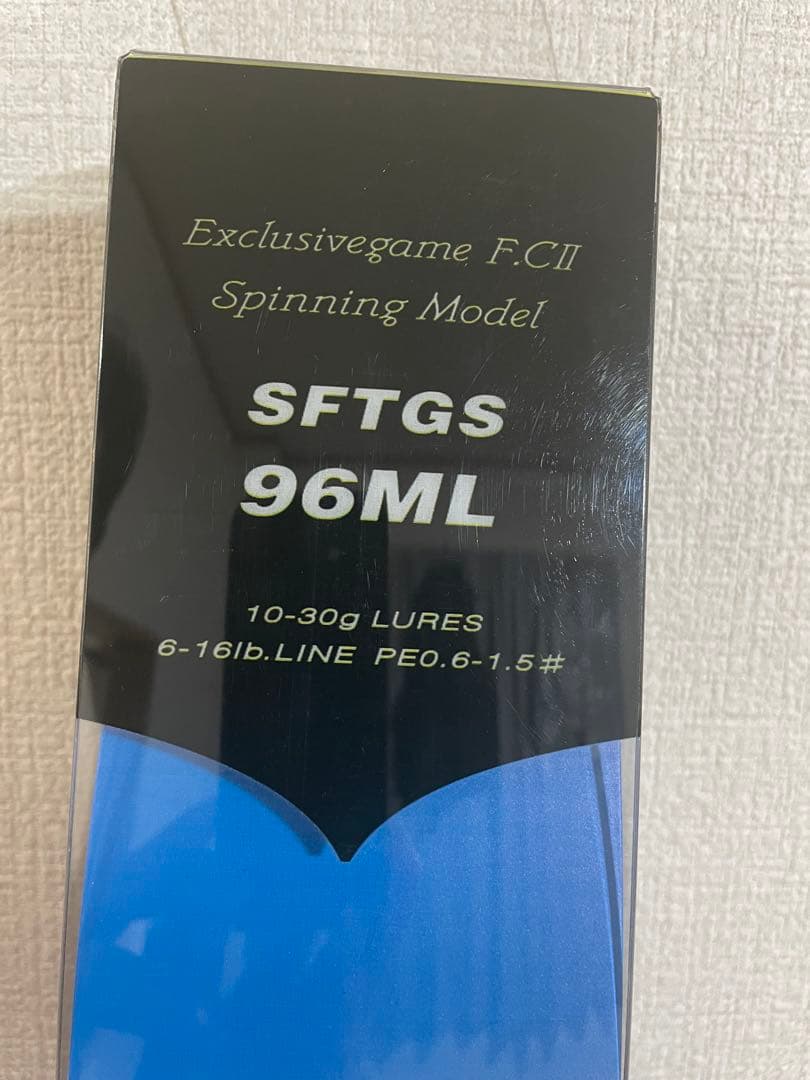 Exclusivegame F.CⅡ
Spinning Model
SFTGS
96ML
10-30g LURES
6-16lb.LINE PE0.6-1.5#